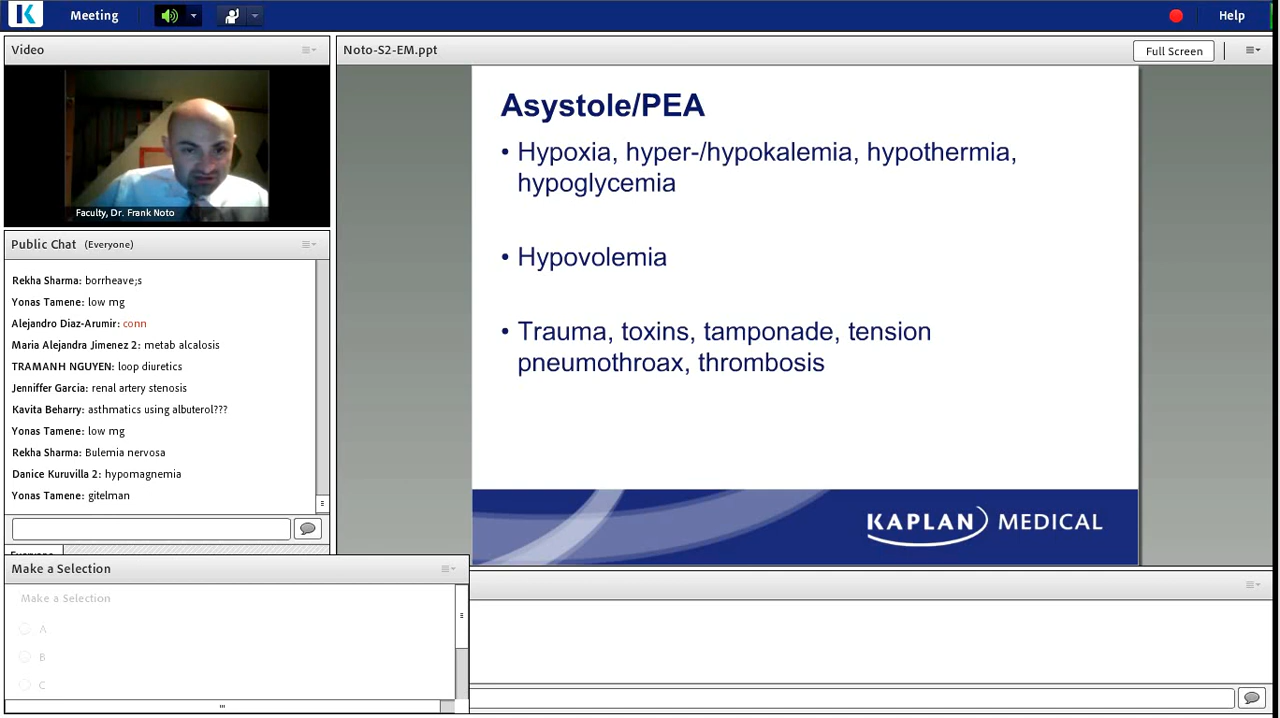 Meeting
Help
Video
Faculty, Dr. Frank Noto
Public Chat (Everyone)
Rekha Sharma: borrheave;s
Yonas Tamene: low mg
Alejandro Diaz-Arumir: conn
Maria Alejandra Jimenez 2: metab alcalosis
TRAMANH NGUYEN: loop diuretics
Jenniffer Garcia: renal artery stenosis
Kavita Beharry: asthmatics using albuterol???
Yonas Tamene: low mg
Rekha Sharma: Bulemia nervosa
Danice Kuruvilla 2: hypomagnemia
Yonas Tamene: gitelman
Everyone
Make a Selection
Make a Selection
A
B
C
Noto-S2-EM.ppt
Full Screen
Asystole/PEA
• Hypoxia, hyper-/hypokalemia, hypothermia,
hypoglycemia
• Hypovolemia
• Trauma, toxins, tamponade, tension
pneumothroax, thrombosis
KAPLAN MEDICAL